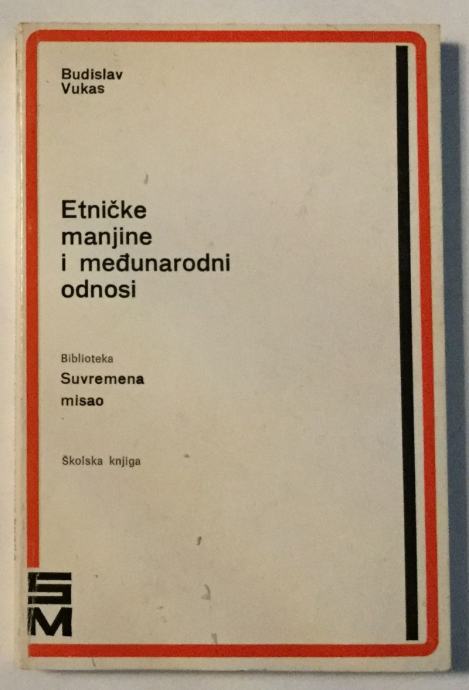 Budislav
Vukas
Etničke
manjine
i međunarodni
odnosi
Biblioteka
Suvremena
misao
Školska knjiga
SM